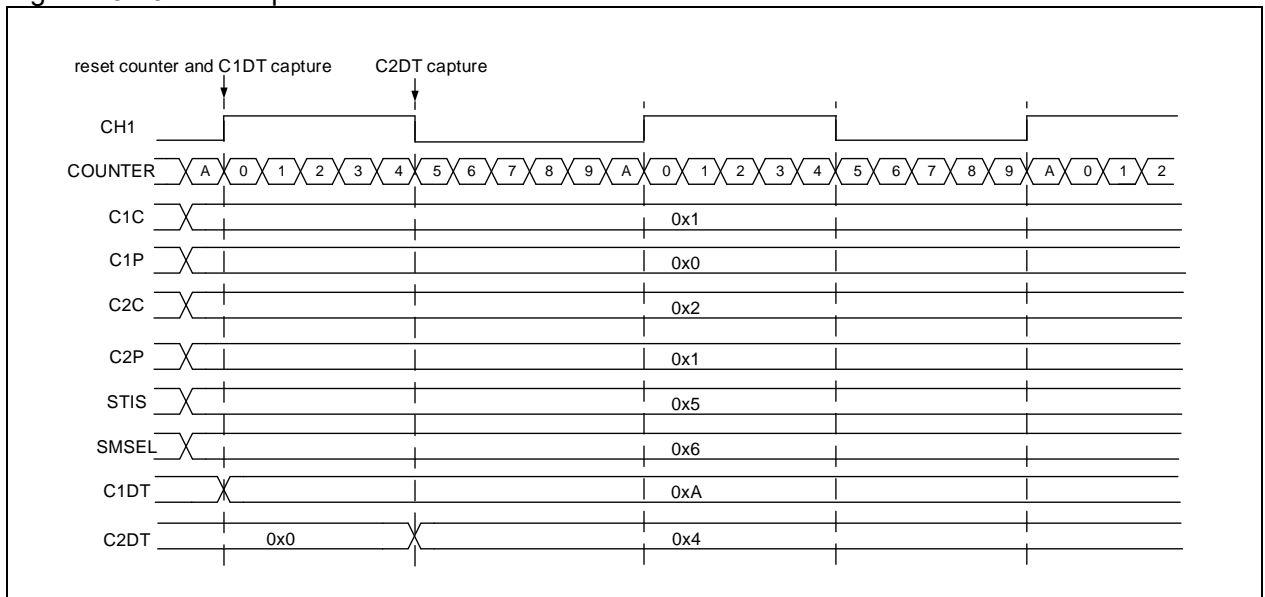 reset counter and C1DT capture C2DT capture
CH1
COUNTER A 0 1 2 3 4 5 6 7 8 9 A 0 1 2 3 4 5 6 7 8 9 A 0 1 2
C1C 0x1
C1P 0x0
C2C 0x2
C2P 0x1
STIS 0x5
SMSEL 0x6
C1DT 0xA
C2DT 0x0 0x4